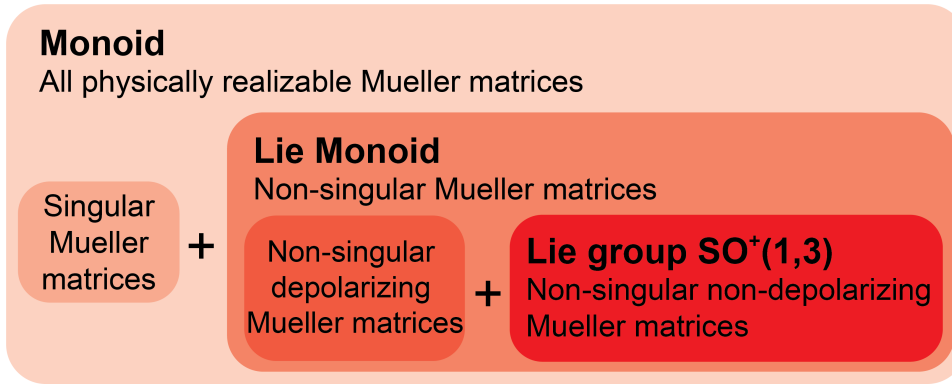 Monoid
All physically realizable Mueller matrices
Singular
Mueller
matrices
+
Lie Monoid
Non-singular Mueller matrices
Non-singular
depolarizing
Mueller matrices
+
Lie group SO⁺(1,3)
Non-singular non-depolarizing
Mueller matrices